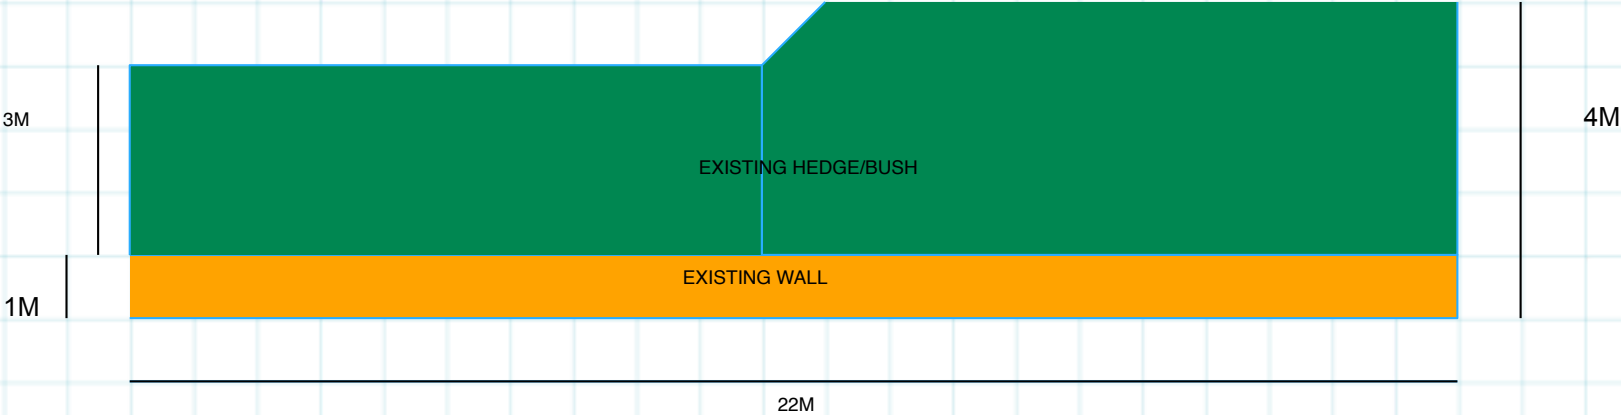 3M
4M
EXISTING HEDGE/BUSH
EXISTING WALL
1M
22M